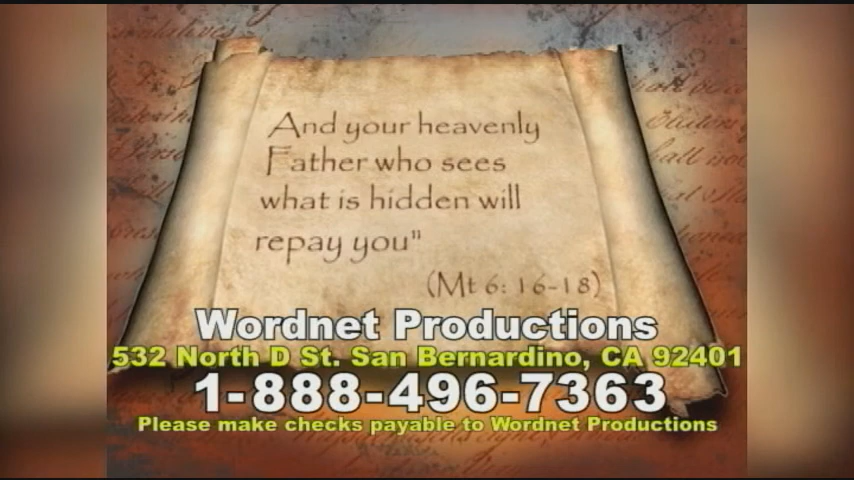 And your heavenly
Father who sees
what is hidden will
repay you"
(Mt 6: 16-18)
Wordnet Productions
532 North D St. San Bernardino, CA 92401
1-888-496-7363
Please make checks payable to Wordnet Productions